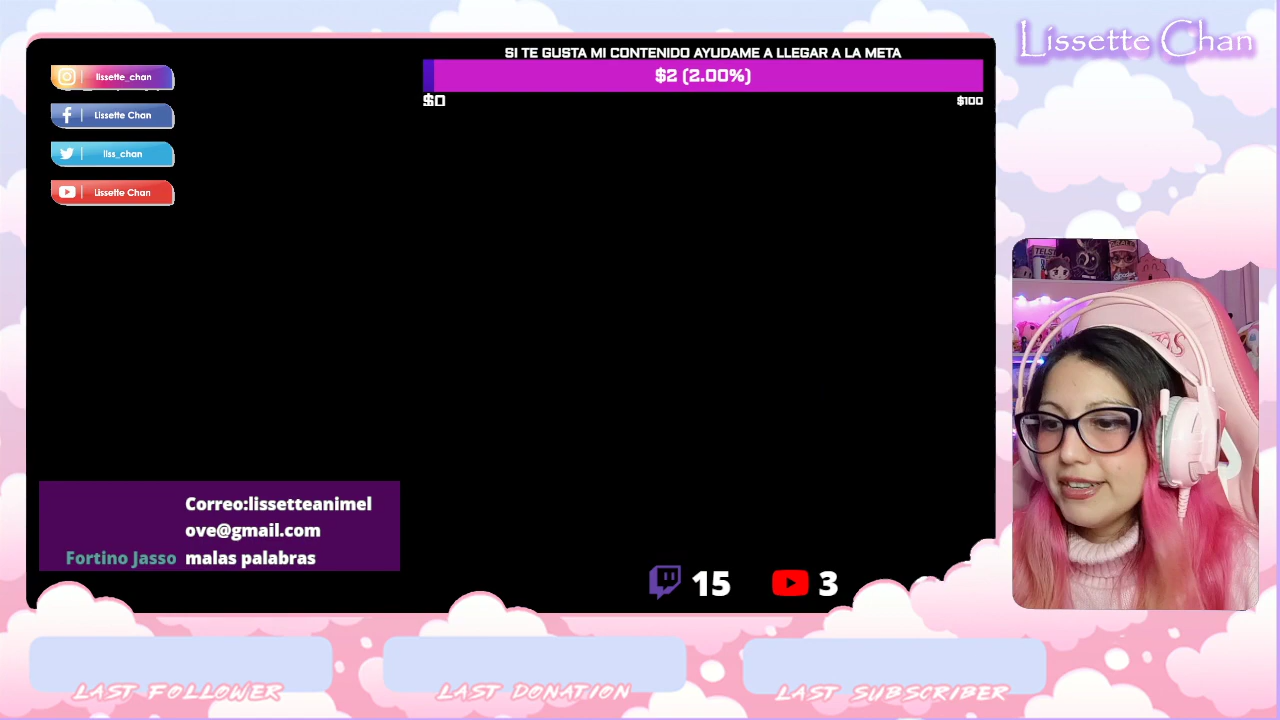 Lissette Chan
SI TE GUSTA MI CONTENIDO AYUDAME A LLEGAR A LA META
$2 (2.00%)
$0
$100
lissette_chan
Lissette Chan
liss_chan
Lissette Chan
Correo:lissetteanimel
ove@gmail.com
Fortino Jasso malas palabras
15
3
LAST FOLLOWER
LAST DONATION
LAST SUBSCRIBER